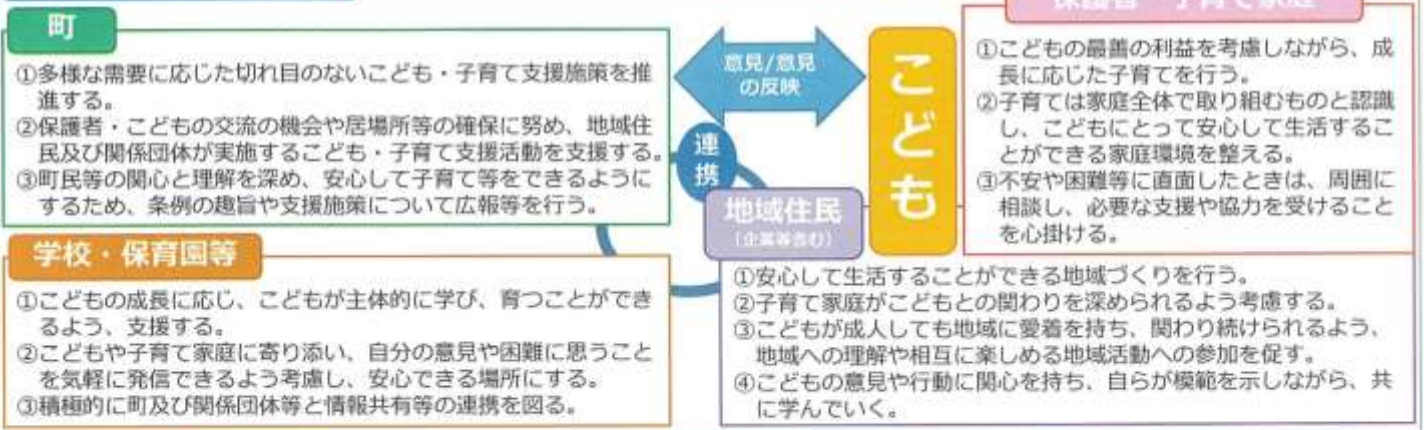 町
①多様な需要に応じた切れ目のないこども・子育て支援施策を推
進する。
②保護者・こどもの交流の機会や居場所等の確保に努め、地域住
民及び関係団体が実施するこども・子育て支援活動を支援する。
③町民等の関心と理解を深め、安心して子育て等をできるように
するため、条例の趣旨や支援施策について広報等を行う。
意見/意見
の反映
連
携
こども
保護者・子育て家庭
①こどもの最善の利益を考慮しながら、成
長に応じた子育てを行う。
②子育ては家庭全体で取り組むものと認識
し、こどもにとって安心して生活するこ
とができる家庭環境を整える。
③不安や困難等に直面したときは、周囲に
相談し、必要な支援や協力を受けること
を心掛ける。
学校・保育園等
①こどもの成長に応じ、こどもが主体的に学び、育つことができ
るよう、支援する。
②こどもや子育て家庭に寄り添い、自分の意見や困難に思うこと
を気軽に発信できるよう考慮し、安心できる場所にする。
③積極的に町及び関係団体等と情報共有等の連携を図る。
地域住民
（企業等含む）
①安心して生活することができる地域づくりを行う。
②子育て家庭がこどもとの関わりを深められるよう考慮する。
③こどもが成人しても地域に愛着を持ち、関わり続けられるよう、
地域への理解や相互に楽しめる地域活動への参加を促す。
④こどもの意見や行動に関心を持ち、自らが模範を示しながら、共
に学んでいく。